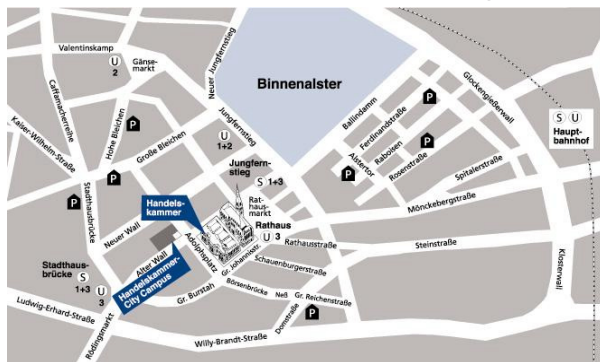 Valentinskamp
U
2
Gänse-
markt
Neuer Jungfernstieg
Binnenalster
Glockengießerwall
Caffamacherreihe
Kaiser-Wilhelm-Straße
Hohe Bleichen
P
Große Bleichen
Jungfernstieg
U
1+2
Ballindamm
Ferdinandstraße
P
Raboisen
P
Rosenstraße
Alstertor
P
S U
Haupt-
bahnhof
Jungfern-
stieg
S 1+3
Spitalerstraße
P
P
Stadthausbrücke
Handels-
kammer
Rat-
haus-
markt
Mönckebergstraße
Rathaus
U 3
Neuer Wall
Adolphsplatz
Rathausstraße
Steinstraße
Klosterwall
Alter Wall
Gr. Johannisstr.
Schauenburgerstraße
Stadthaus-
brücke
S
1+3
U
3
Handelskammer-
City Campus
Gr. Burstah
Börsenbrücke
Neß
Gr. Reichenstraße
Domstraße
P
Ludwig-Erhard-Straße
Rödingsmarkt
Willy-Brandt-Straße